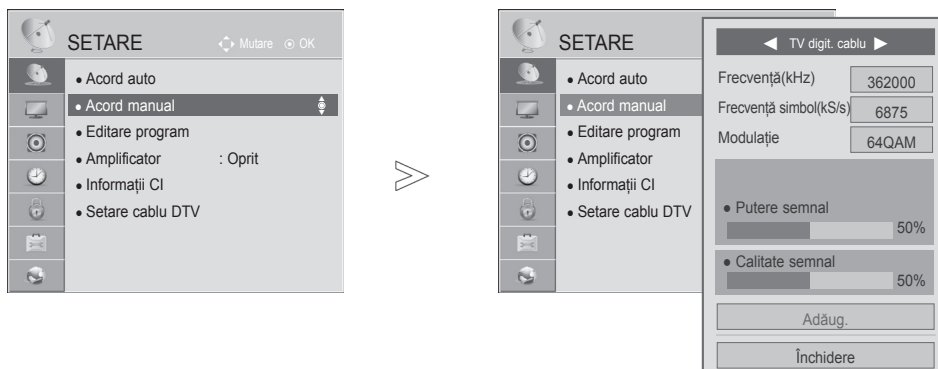 SETARE
Mutare ⊙ OK
● Acord auto
● Acord manual
● Editare program
● Amplificator : Oprit
● Informații CI
● Setare cablu DTV
SETARE
● Acord auto
● Acord manual
● Editare program
● Amplificator
● Informații CI
● Setare cablu DTV
◀ TV digit. cablu ▶
Frecvență(kHz) 362000
Frecvență simbol(kS/s) 6875
Modulație 64QAM
● Putere semnal
50%
● Calitate semnal
50%
Adăug.
Închidere